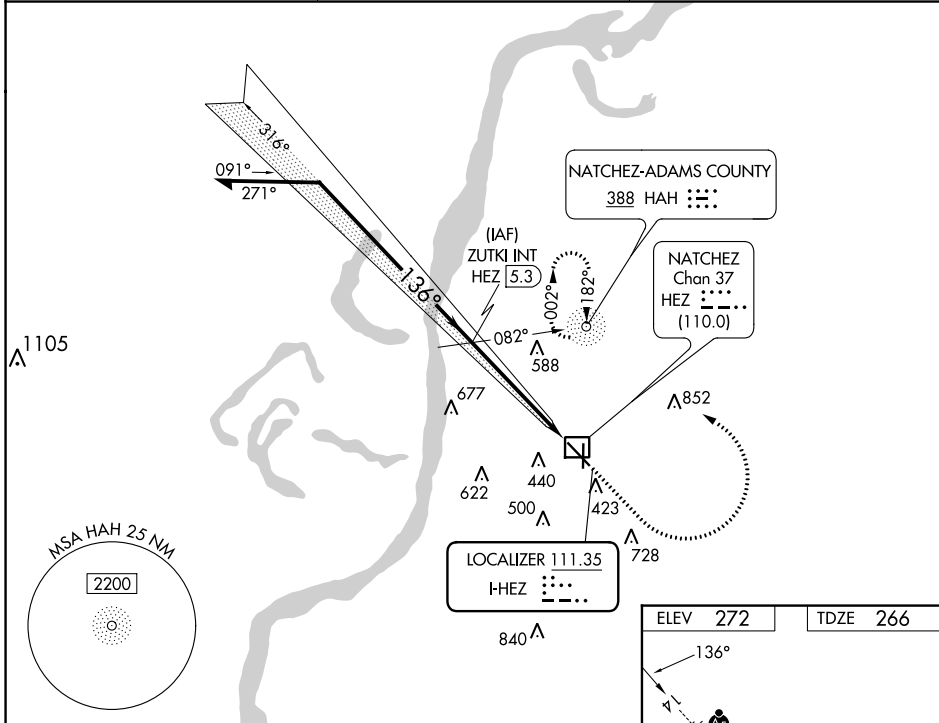 316°
091°
271°
136°
(IAF)
ZUTKI INT
HEZ 5.3
082°
002°
182°
NATCHEZ-ADAMS COUNTY
388 HAH
NATCHEZ
Chan 37
HEZ
(110.0)
1105
588
677
852
622
440
500
423
728
LOCALIZER 111.35
I-HEZ
840
MSA HAH 25 NM
2200
ELEV 272
TDZE 266
136°
14